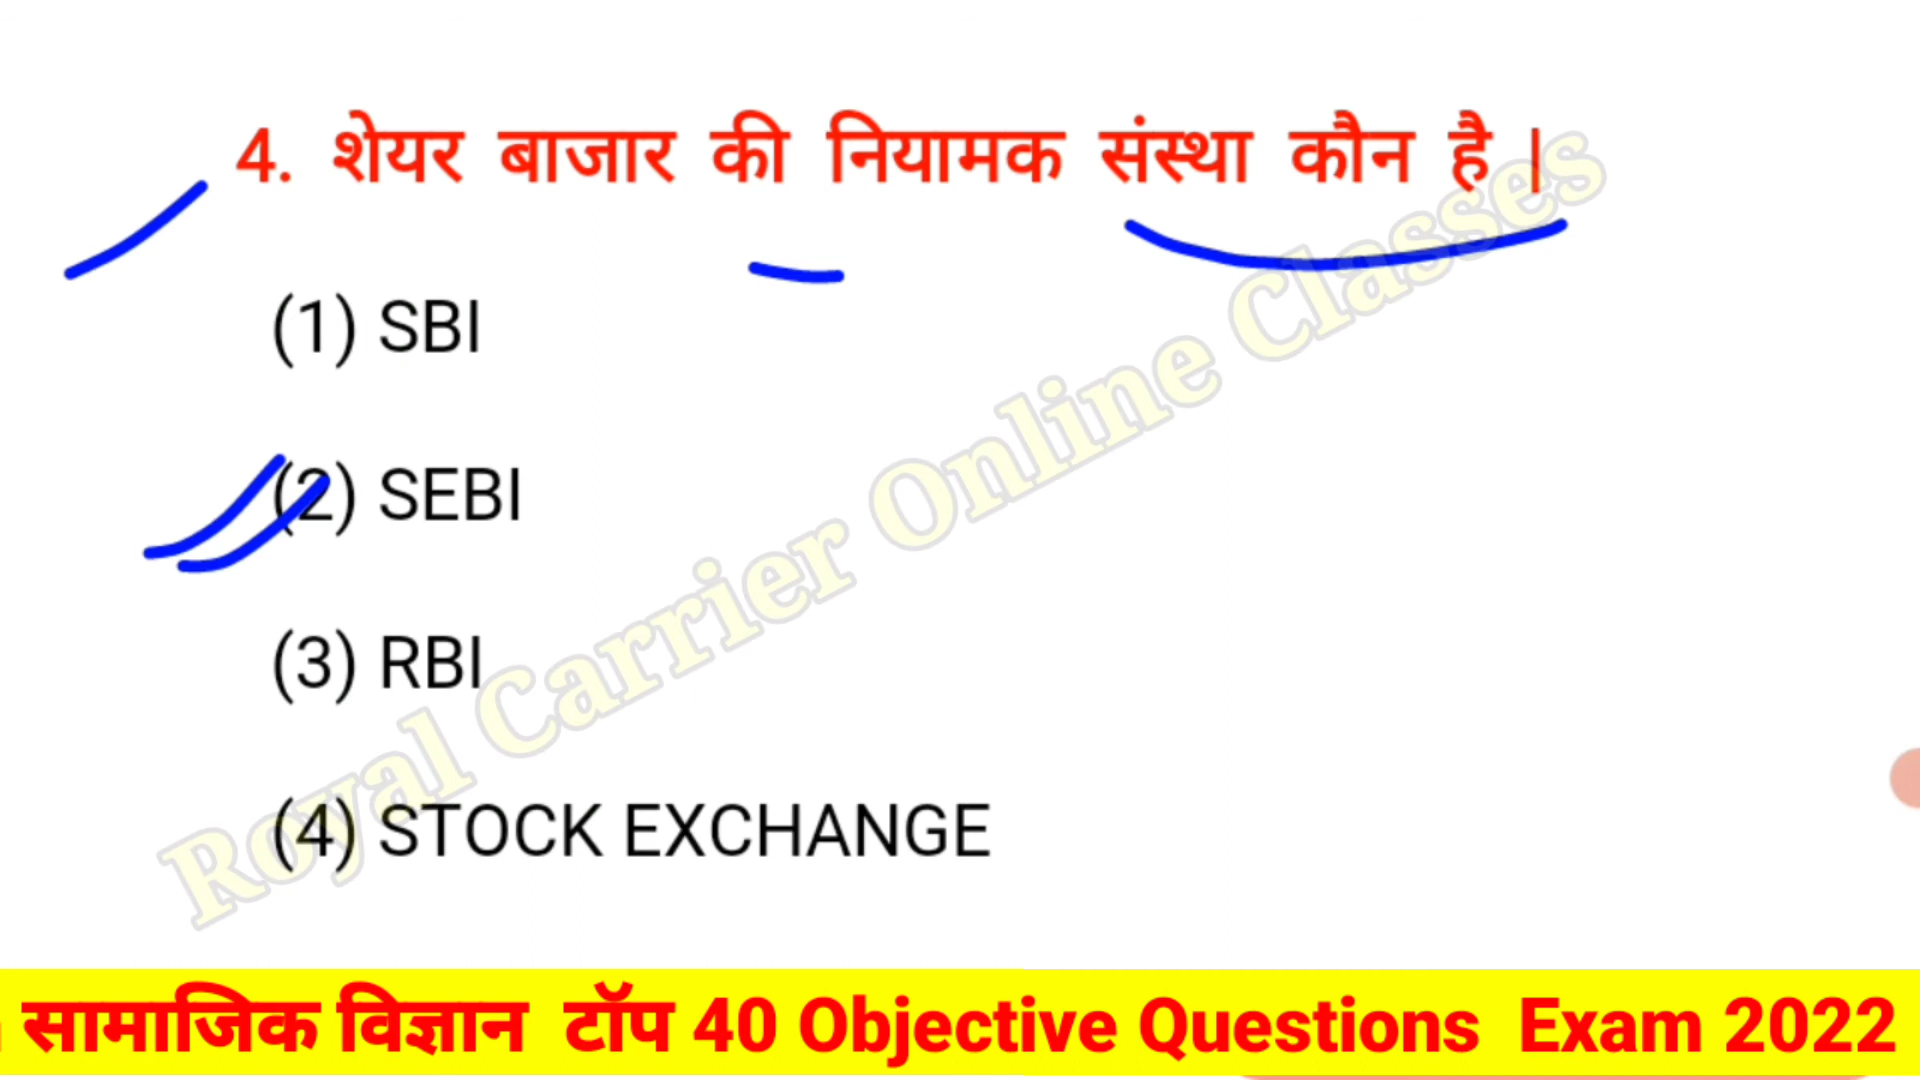 4. शेयर बाजार की नियामक संस्था कौन है |
(1) SBI
(2) SEBI
(3) RBI
(4) STOCK EXCHANGE
Royal Carrier Online Classes
सामाजिक विज्ञान टॉप 40 Objective Questions Exam 2022